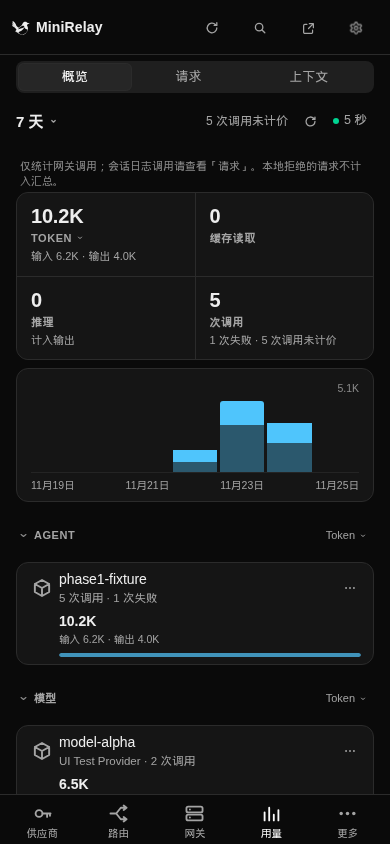 MiniRelay
概览
请求
上下文
7 天
5 次调用未计价
5 秒
仅统计网关调用；会话日志调用请查看「请求」。本地拒绝的请求不计
入汇总。
10.2K
TOKEN
输入 6.2K · 输出 4.0K
0
缓存读取
0
推理
计入输出
5
次调用
1 次失败 · 5 次调用未计价
5.1K
11月19日
11月21日
11月23日
11月25日
AGENT
Token
phase1-fixture
5 次调用 · 1 次失败
10.2K
输入 6.2K · 输出 4.0K
模型
Token
model-alpha
UI Test Provider · 2 次调用
6.5K
供应商
路由
网关
用量
更多